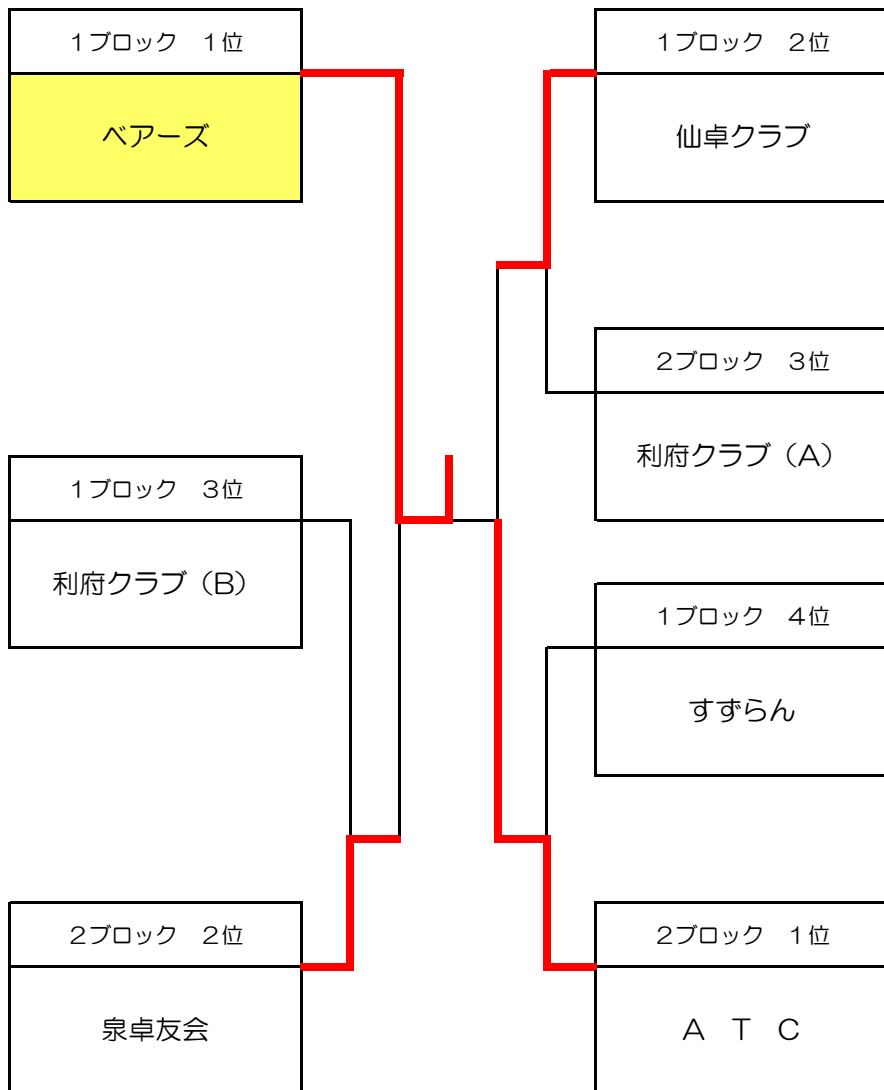 １ブロック　１位
ベアーズ
１ブロック　３位
利府クラブ（Ｂ）
２ブロック　２位
泉卓友会
１ブロック　２位
仙卓クラブ
２ブロック　３位
利府クラブ（Ａ）
１ブロック　４位
すずらん
２ブロック　１位
Ａ　Ｔ　Ｃ